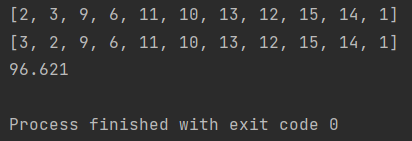 [2, 3, 9, 6, 11, 10, 13, 12, 15, 14, 1]
[3, 2, 9, 6, 11, 10, 13, 12, 15, 14, 1]
96.621
Process finished with exit code 0